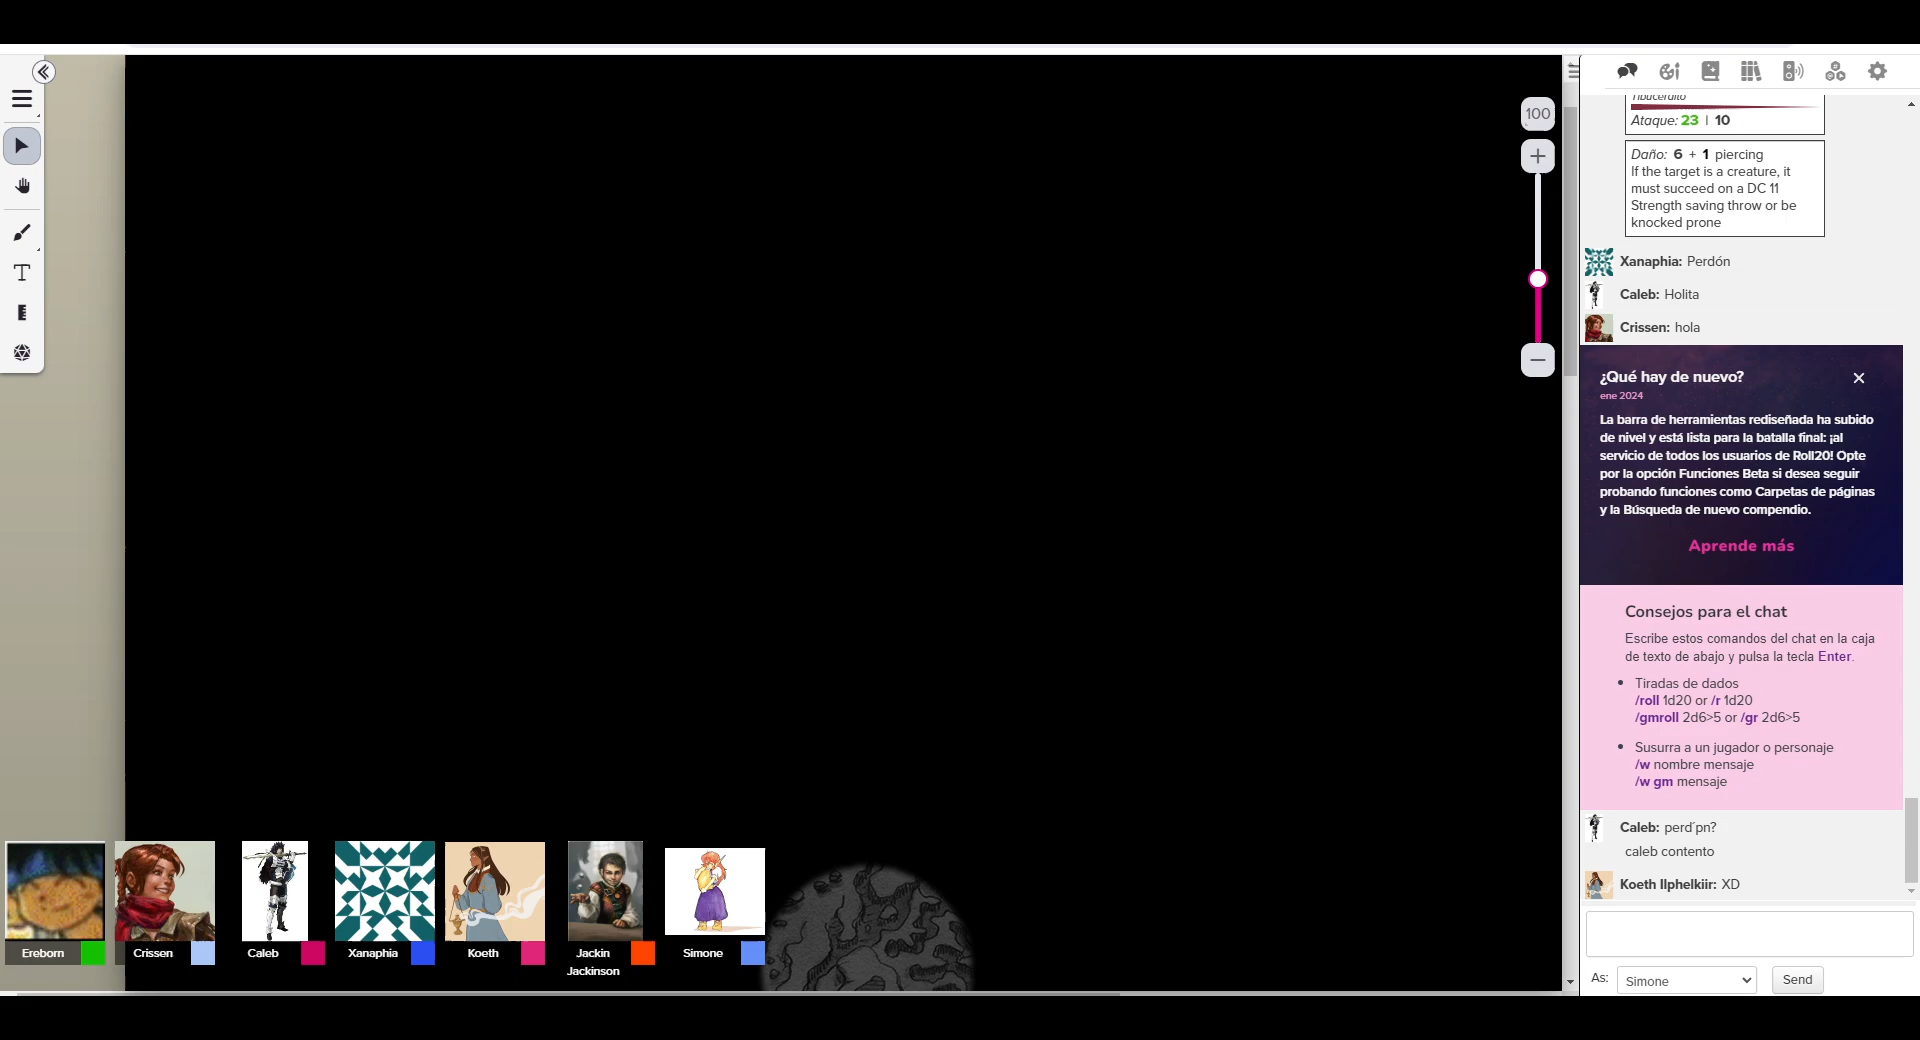 100
Tibucerdito
Ataque: 23 | 10
Daño: 6 + 1 piercing
If the target is a creature, it
must succeed on a DC 11
Strength saving throw or be
knocked prone
Xanaphia: Perdón
Caleb: Holita
Crissen: hola
¿Qué hay de nuevo?
ene 2024
La barra de herramientas rediseñada ha subido
de nivel y está lista para la batalla final: ¡al
servicio de todos los usuarios de Roll20! Opte
por la opción Funciones Beta si desea seguir
probando funciones como Carpetas de páginas
y la Búsqueda de nuevo compendio.
Aprende más
Consejos para el chat
Escribe estos comandos del chat en la caja
de texto de abajo y pulsa la tecla Enter.
Tiradas de dados
/roll 1d20 or /r 1d20
/gmroll 2d6>5 or /gr 2d6>5
Susurra a un jugador o personaje
/w nombre mensaje
/w gm mensaje
Caleb: perd´pn?
caleb contento
Koeth Ilphelkiir: XD
As: Simone Send
Ereborn
Crissen
Caleb
Xanaphia
Koeth
Jackin
Jackinson
Simone